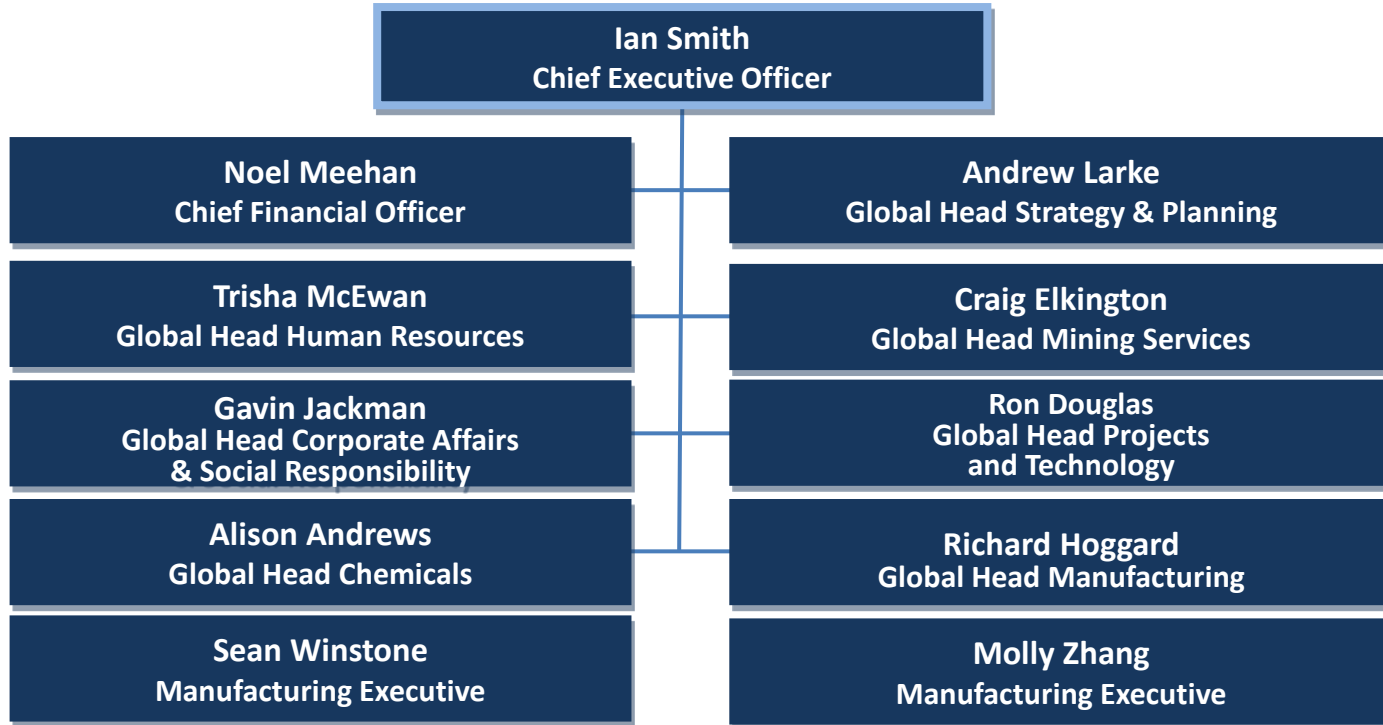 Ian Smith
Chief Executive Officer
Noel Meehan
Chief Financial Officer
Andrew Larke
Global Head Strategy & Planning
Trisha McEwan
Global Head Human Resources
Craig Elkington
Global Head Mining Services
Gavin Jackman
Global Head Corporate Affairs
& Social Responsibility
Ron Douglas
Global Head Projects
and Technology
Alison Andrews
Global Head Chemicals
Richard Hoggard
Global Head Manufacturing
Sean Winstone
Manufacturing Executive
Molly Zhang
Manufacturing Executive